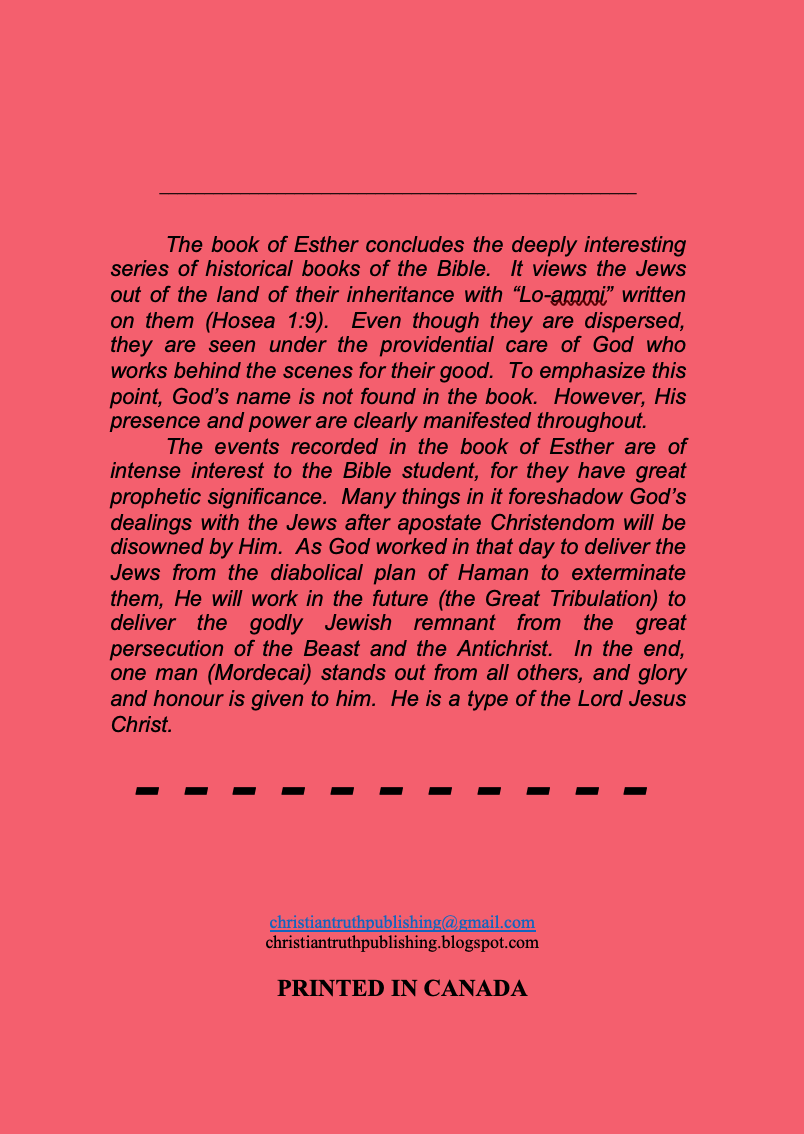 The book of Esther concludes the deeply interesting
series of historical books of the Bible.  It views the Jews
out of the land of their inheritance with “Lo-ammi” written
on them (Hosea 1:9).  Even though they are dispersed,
they are seen under the providential care of God who
works behind the scenes for their good.  To emphasize this
point, God’s name is not found in the book.  However, His
presence and power are clearly manifested throughout.
The events recorded in the book of Esther are of
intense interest to the Bible student, for they have great
prophetic significance.  Many things in it foreshadow God’s
dealings with the Jews after apostate Christendom will be
disowned by Him.  As God worked in that day to deliver the
Jews from the diabolical plan of Haman to exterminate
them, He will work in the future (the Great Tribulation) to
deliver the godly Jewish remnant from the great
persecution of the Beast and the Antichrist.  In the end,
one man (Mordecai) stands out from all others, and glory
and honour is given to him.  He is a type of the Lord Jesus
Christ.
christiantruthpublishing@gmail.com
christiantruthpublishing.blogspot.com
PRINTED IN CANADA